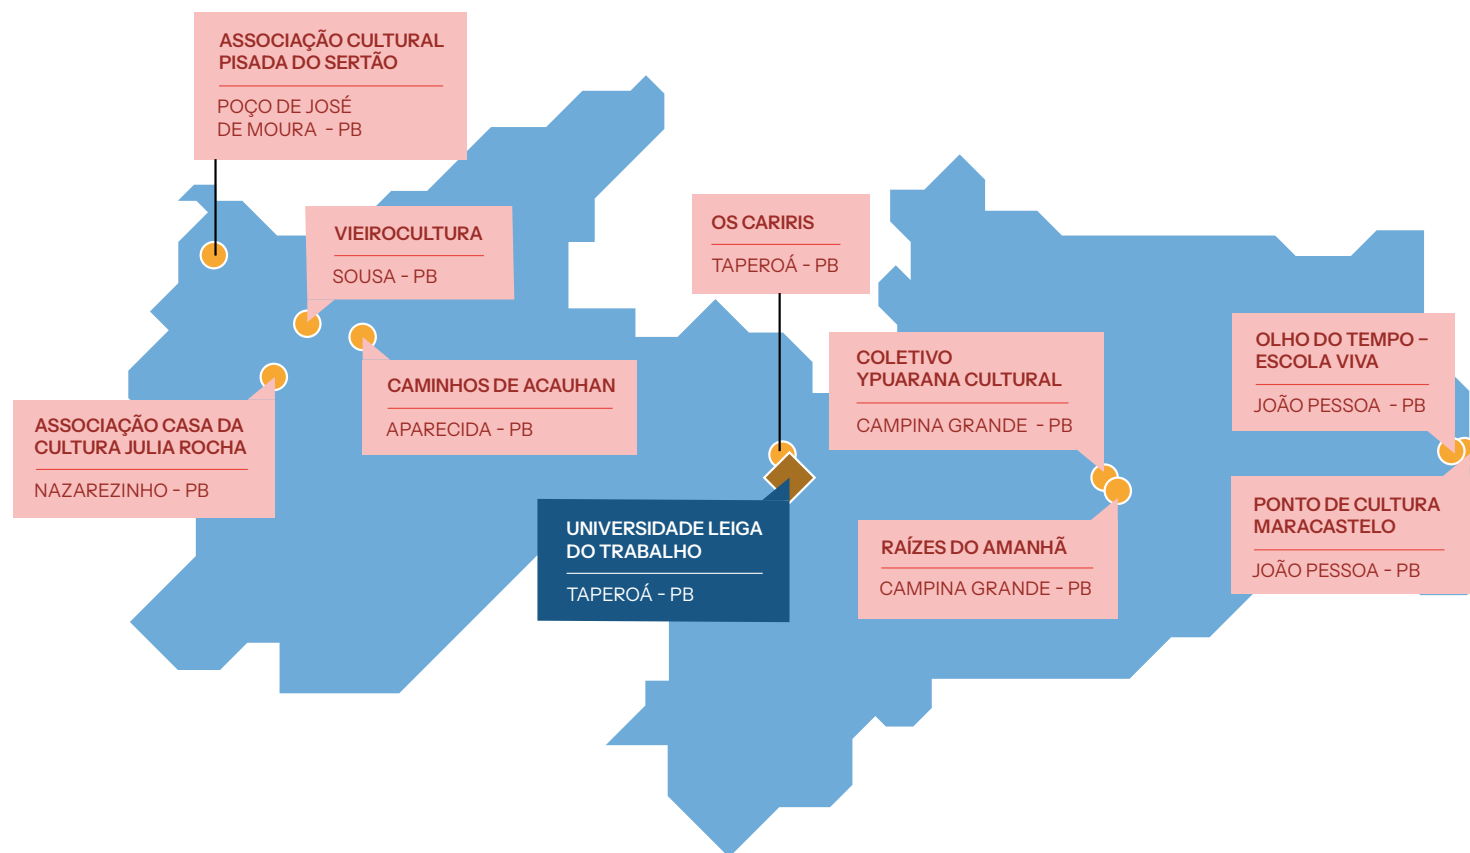 ASSOCIAÇÃO CULTURAL
PISADA DO SERTÃO
POÇO DE JOSÉ
DE MOURA - PB
VIEIROCULTURA
SOUSA - PB
OS CARIRIS
TAPEROÁ - PB
CAMINHOS DE ACAUHAN
APARECIDA - PB
COLETIVO
YPUARANA CULTURAL
CAMPINA GRANDE - PB
OLHO DO TEMPO –
ESCOLA VIVA
JOÃO PESSOA - PB
ASSOCIAÇÃO CASA DA
CULTURA JULIA ROCHA
NAZAREZINHO - PB
UNIVERSIDADE LEIGA
DO TRABALHO
TAPEROÁ - PB
RAÍZES DO AMANHÃ
CAMPINA GRANDE - PB
PONTO DE CULTURA
MARACASTELO
JOÃO PESSOA - PB